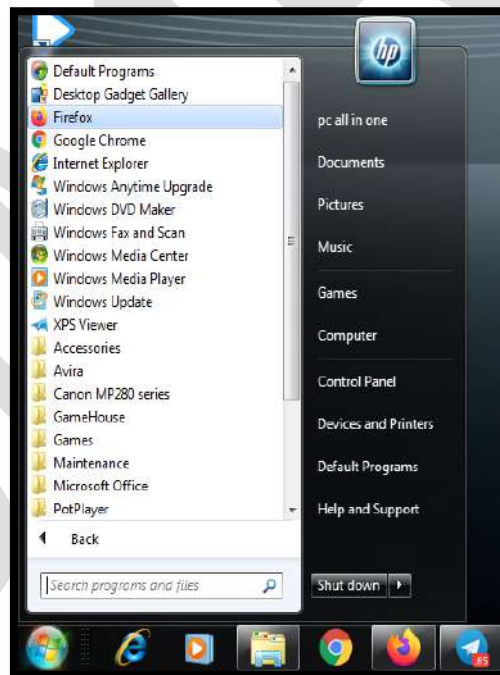 hp
Default Programs
Desktop Gadget Gallery
Firefox
Google Chrome
Internet Explorer
Windows Anytime Upgrade
Windows DVD Maker
Windows Fax and Scan
Windows Media Center
Windows Media Player
Windows Update
XPS Viewer
Accessories
Avira
Canon MP280 series
GameHouse
Games
Maintenance
Microsoft Office
PotPlayer
Back
Search programs and files
pc all in one
Documents
Pictures
Music
Games
Computer
Control Panel
Devices and Printers
Default Programs
Help and Support
Shut down
85